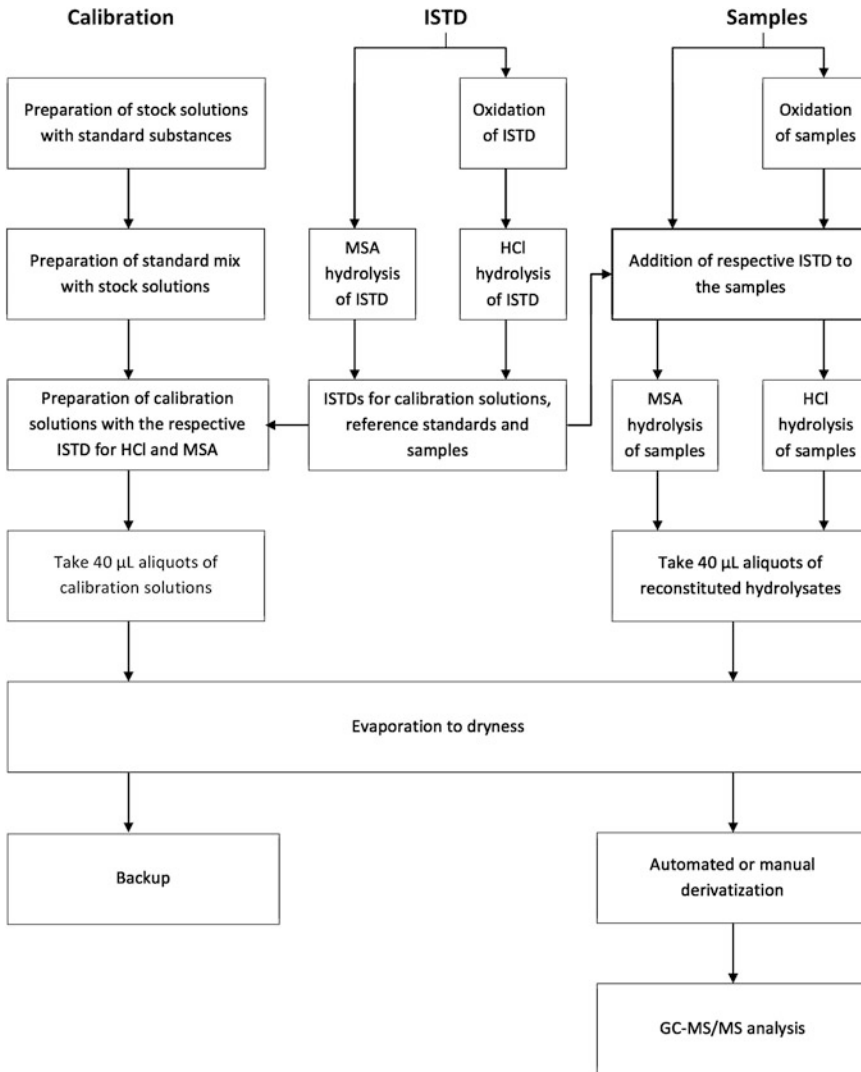 Calibration
ISTD
Samples
Preparation of stock solutions
with standard substances
Oxidation
of ISTD
Oxidation
of samples
Preparation of standard mix
with stock solutions
MSA
hydrolysis
of ISTD
HCl
hydrolysis
of ISTD
Addition of respective ISTD to
the samples
Preparation of calibration
solutions with the respective
ISTD for HCl and MSA
ISTDs for calibration solutions,
reference standards and
samples
MSA
hydrolysis
of samples
HCl
hydrolysis
of samples
Take 40 µL aliquots of
calibration solutions
Take 40 µL aliquots of
reconstituted hydrolysates
Evaporation to dryness
Backup
Automated or manual
derivatization
GC-MS/MS analysis